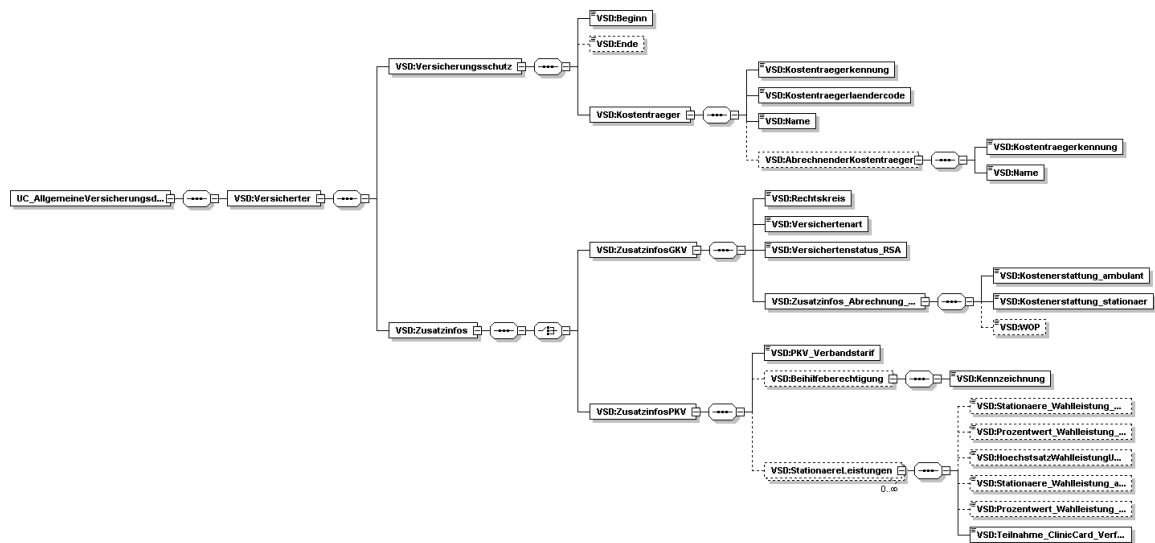 VSD:Beginn
VSD:Ende
VSD:Versicherungsschutz
VSD:Kostentraegerkennung
VSD:Kostentraegerlaendercode
VSD:Kostentraeger
VSD:Name
VSD:AbrechnenderKostentraeger
VSD:Kostentraegerkennung
VSD:Name
UC_AllgemeineVersicherungsd...
VSD:Versicherter
VSD:Rechtskreis
VSD:Versichertenart
VSD:ZusatzinfosGKV
VSD:Versichertenstatus_RSA
VSD:Zusatzinfos_Abrechnung_...
VSD:Kostenerstattung_ambulant
VSD:Kostenerstattung_stationaer
VSD:WOP
VSD:Zusatzinfos
VSD:PKV_Verbandstarif
VSD:Beihilfeberechtigung
VSD:Kennzeichnung
VSD:ZusatzinfosPKV
VSD:StationaereLeistungen
0..∞
VSD:Stationaere_Wahlleistung_...
VSD:Prozentwert_Wahlleistung_...
VSD:HoechstsatzWahlleistungU...
VSD:Stationaere_Wahlleistung_a...
VSD:Prozentwert_Wahlleistung_...
VSD:Teilnahme_ClinicCard_Verf...